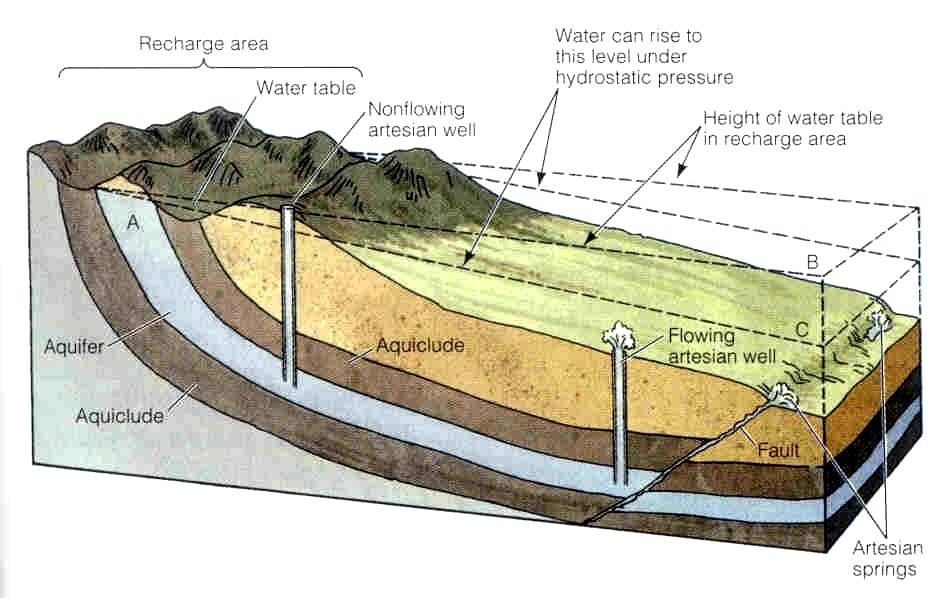 Recharge area
Water table
Nonflowing
artesian well
Water can rise to
this level under
hydrostatic pressure
Height of water table
in recharge area
A
B
C
Aquifer
Aquiclude
Aquiclude
Flowing
artesian well
Fault
Artesian
springs